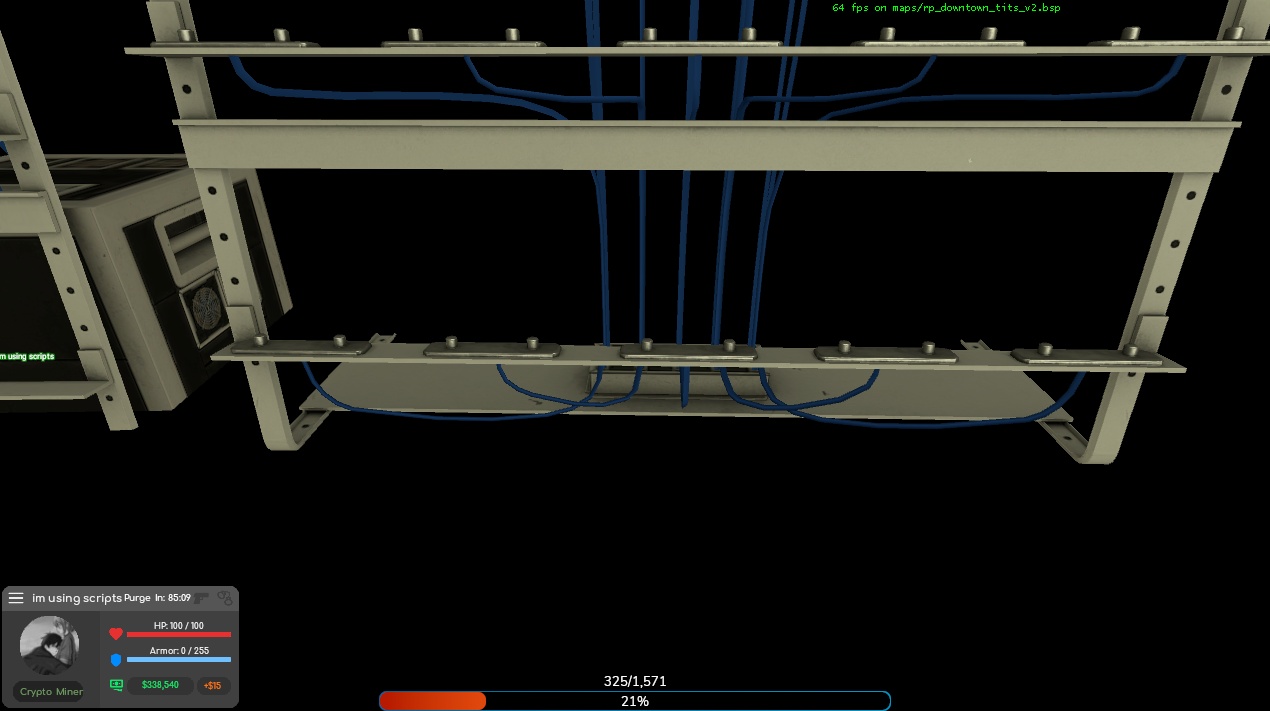 64 fps on maps/rp_downtown_tits_v2.bsp
m using scripts
im using scripts Purge In: 85:09
HP: 100 / 100
Armor: 0 / 255
Crypto Miner
$338,540
+$15
325/1,571
21%